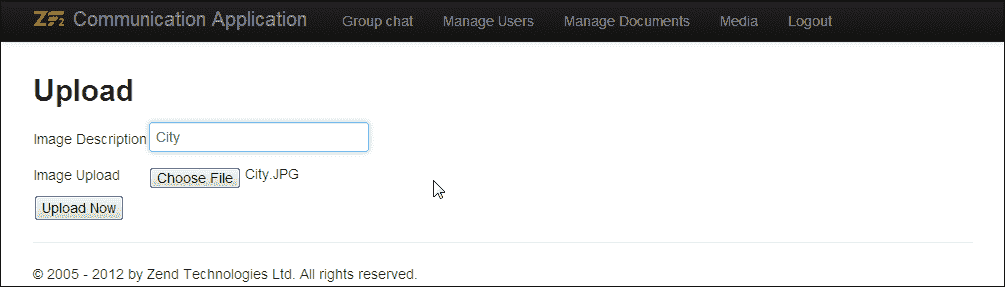 ZF2 Communication Application Group chat Manage Users Manage Documents Media Logout
Upload
Image Description City
Image Upload Choose File City.JPG
Upload Now
© 2005 - 2012 by Zend Technologies Ltd. All rights reserved.